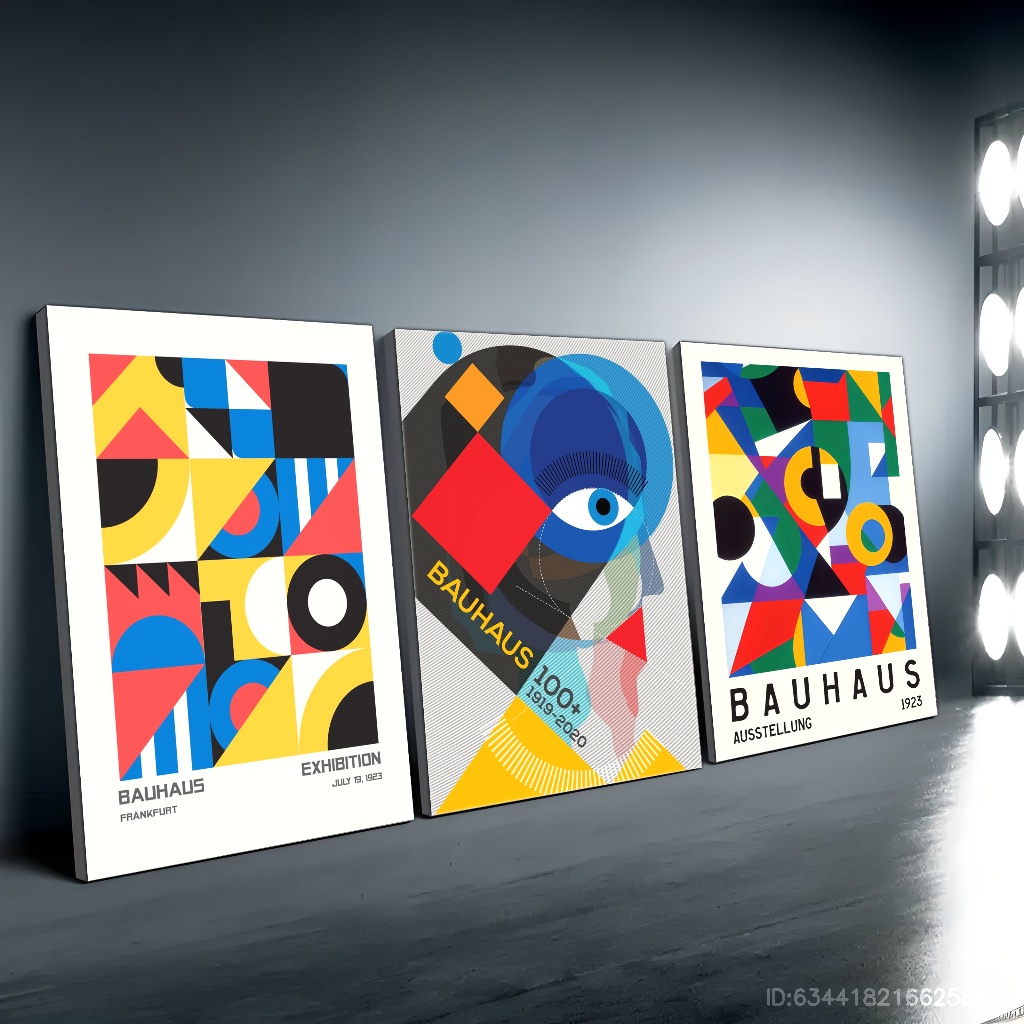 BAUHAUS
FRANKFURT
EXHIBITION
JULY 19, 1923
BAUHAUS
100+
1919-2020
BAUHAUS
AUSSTELLUNG
1923